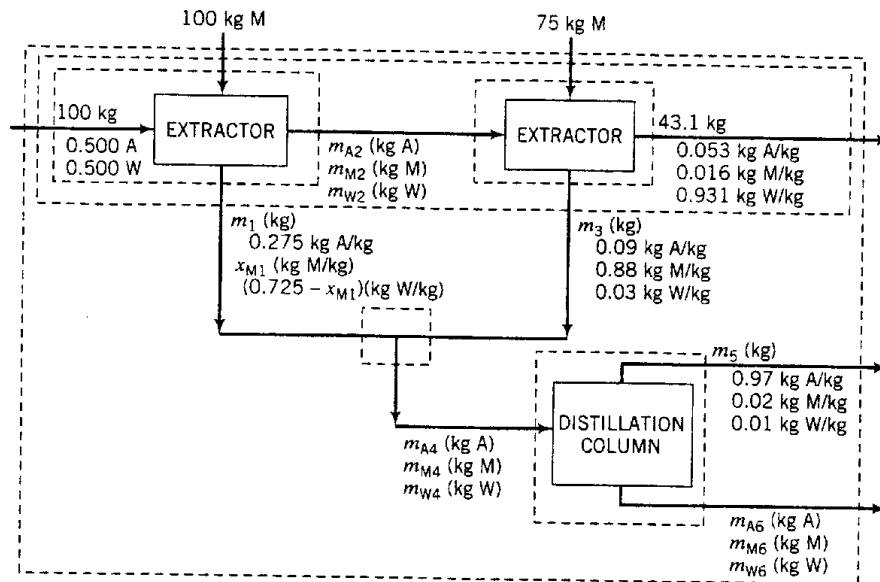 100 kg M
75 kg M
100 kg
0.500 A
0.500 W
EXTRACTOR
m_A2 (kg A)
m_M2 (kg M)
m_W2 (kg W)
EXTRACTOR
43.1 kg
0.053 kg A/kg
0.016 kg M/kg
0.931 kg W/kg
m_1 (kg)
0.275 kg A/kg
x_M1 (kg M/kg)
(0.725 − x_M1)(kg W/kg)
m_3 (kg)
0.09 kg A/kg
0.88 kg M/kg
0.03 kg W/kg
m_A4 (kg A)
m_M4 (kg M)
m_W4 (kg W)
DISTILLATION
COLUMN
m_5 (kg)
0.97 kg A/kg
0.02 kg M/kg
0.01 kg W/kg
m_A6 (kg A)
m_M6 (kg M)
m_W6 (kg W)